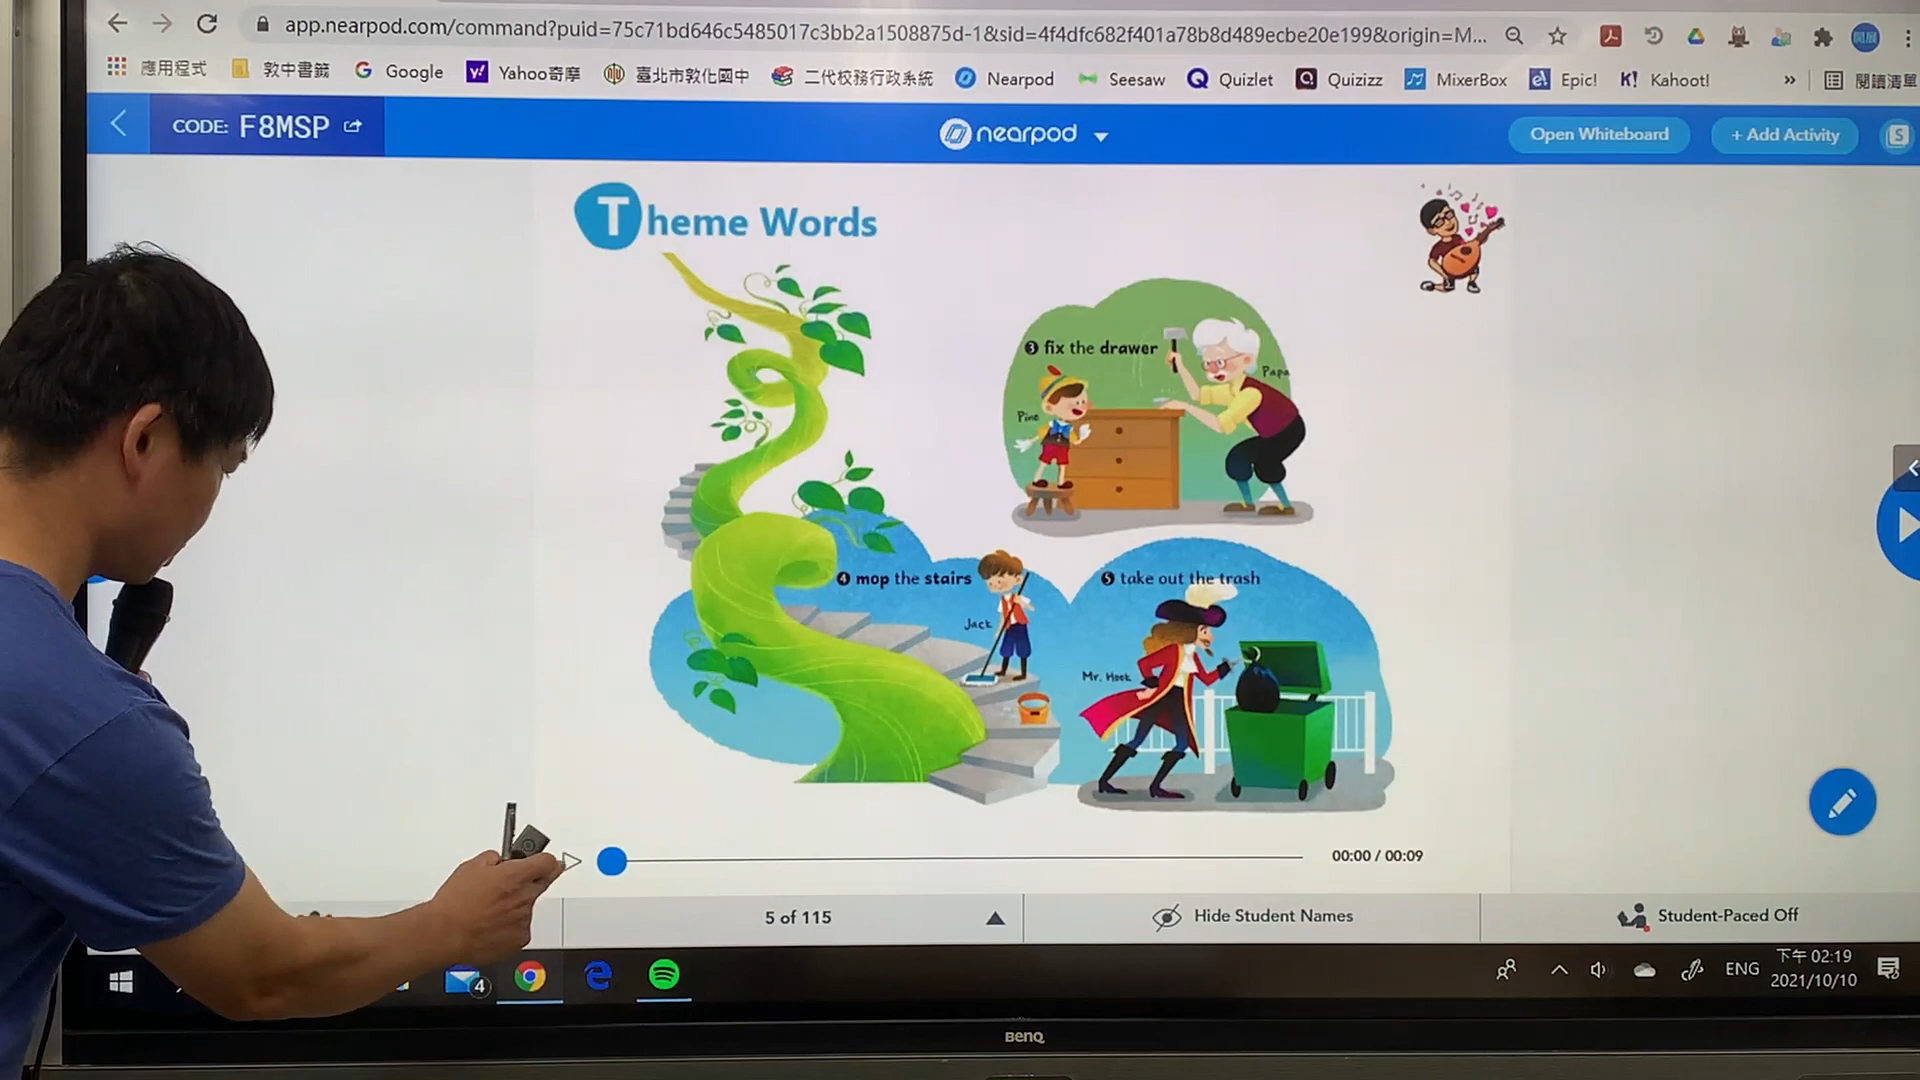 app.nearpod.com/command?puid=75c71bd646c5485017c3bb2a1508875d-1&sid=4f4dfc682f401a78b8d489ecbe20e199&origin=M...
應用程式 敦中書籤 Google Yahoo奇摩 臺北市敦化國中 二代校務行政系統 Nearpod Seesaw Quizlet Quizizz MixerBox Epic! Kahoot! » 閱讀清單
CODE: F8MSP nearpod Open Whiteboard + Add Activity
Theme Words
3 fix the drawer
Papa
Pino
4 mop the stairs
Jack
5 take out the trash
Mr. Hook
00:00 / 00:09
5 of 115 Hide Student Names Student-Paced Off
4 ENG 下午 02:19
2021/10/10
BenQ